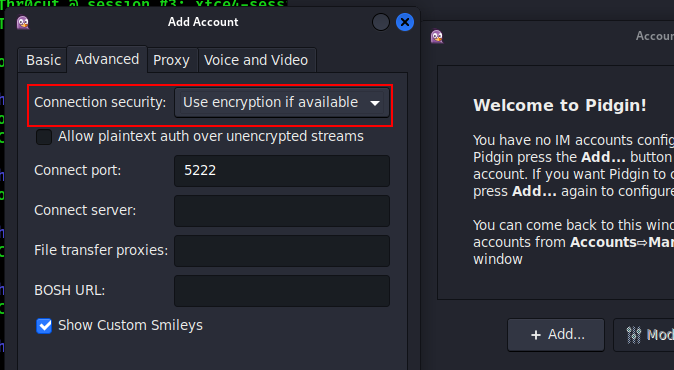 Thr0cut @ session #3: xfce4-sess
Add Account
Basic
Advanced
Proxy
Voice and Video
Connection security:
Use encryption if available
Allow plaintext auth over unencrypted streams
Connect port:
5222
Connect server:
File transfer proxies:
BOSH URL:
Show Custom Smileys
Accoun
Welcome to Pidgin!
You have no IM accounts config
Pidgin press the Add... button
account. If you want Pidgin to c
press Add... again to configure
You can come back to this wind
accounts from Accounts⇨Mar
window
+ Add...
Mod